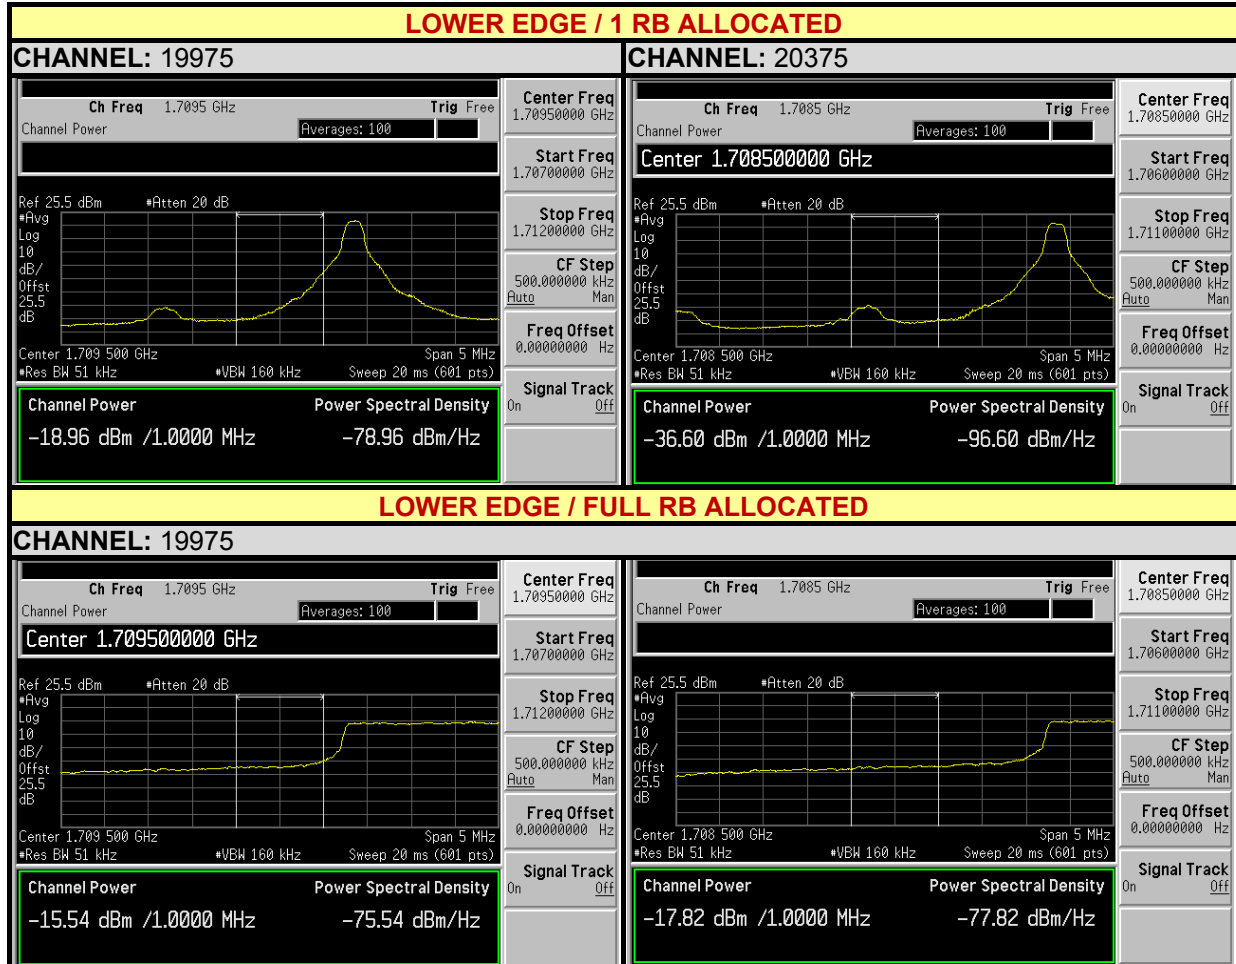 LOWER EDGE / 1 RB ALLOCATED
CHANNEL: 19975
Ch Freq 1.7095 GHz Trig Free
Channel Power Averages: 100
Ref 25.5 dBm #Atten 20 dB
#Avg
Log
10
dB/
Offst
25.5
dB
Center 1.709 500 GHz Span 5 MHz
#Res BW 51 kHz #VBW 160 kHz Sweep 20 ms (601 pts)
Channel Power Power Spectral Density
-18.96 dBm /1.0000 MHz -78.96 dBm/Hz
Center Freq
1.70950000 GHz
Start Freq
1.70700000 GHz
Stop Freq
1.71200000 GHz
CF Step
500.000000 kHz
Auto Man
Freq Offset
0.00000000 Hz
Signal Track
On Off
CHANNEL: 20375
Ch Freq 1.7085 GHz Trig Free
Channel Power Averages: 100
Center 1.708500000 GHz
Ref 25.5 dBm #Atten 20 dB
#Avg
Log
10
dB/
Offst
25.5
dB
Center 1.708 500 GHz Span 5 MHz
#Res BW 51 kHz #VBW 160 kHz Sweep 20 ms (601 pts)
Channel Power Power Spectral Density
-36.60 dBm /1.0000 MHz -96.60 dBm/Hz
Center Freq
1.70850000 GHz
Start Freq
1.70600000 GHz
Stop Freq
1.71100000 GHz
CF Step
500.000000 kHz
Auto Man
Freq Offset
0.00000000 Hz
Signal Track
On Off
LOWER EDGE / FULL RB ALLOCATED
CHANNEL: 19975
Ch Freq 1.7095 GHz Trig Free
Channel Power Averages: 100
Center 1.709500000 GHz
Ref 25.5 dBm #Atten 20 dB
#Avg
Log
10
dB/
Offst
25.5
dB
Center 1.709 500 GHz Span 5 MHz
#Res BW 51 kHz #VBW 160 kHz Sweep 20 ms (601 pts)
Channel Power Power Spectral Density
-15.54 dBm /1.0000 MHz -75.54 dBm/Hz
Center Freq
1.70950000 GHz
Start Freq
1.70700000 GHz
Stop Freq
1.71200000 GHz
CF Step
500.000000 kHz
Auto Man
Freq Offset
0.00000000 Hz
Signal Track
On Off
Ch Freq 1.7085 GHz Trig Free
Channel Power Averages: 100
Ref 25.5 dBm #Atten 20 dB
#Avg
Log
10
dB/
Offst
25.5
dB
Center 1.708 500 GHz Span 5 MHz
#Res BW 51 kHz #VBW 160 kHz Sweep 20 ms (601 pts)
Channel Power Power Spectral Density
-17.82 dBm /1.0000 MHz -77.82 dBm/Hz
Center Freq
1.70850000 GHz
Start Freq
1.70600000 GHz
Stop Freq
1.71100000 GHz
CF Step
500.000000 kHz
Auto Man
Freq Offset
0.00000000 Hz
Signal Track
On Off